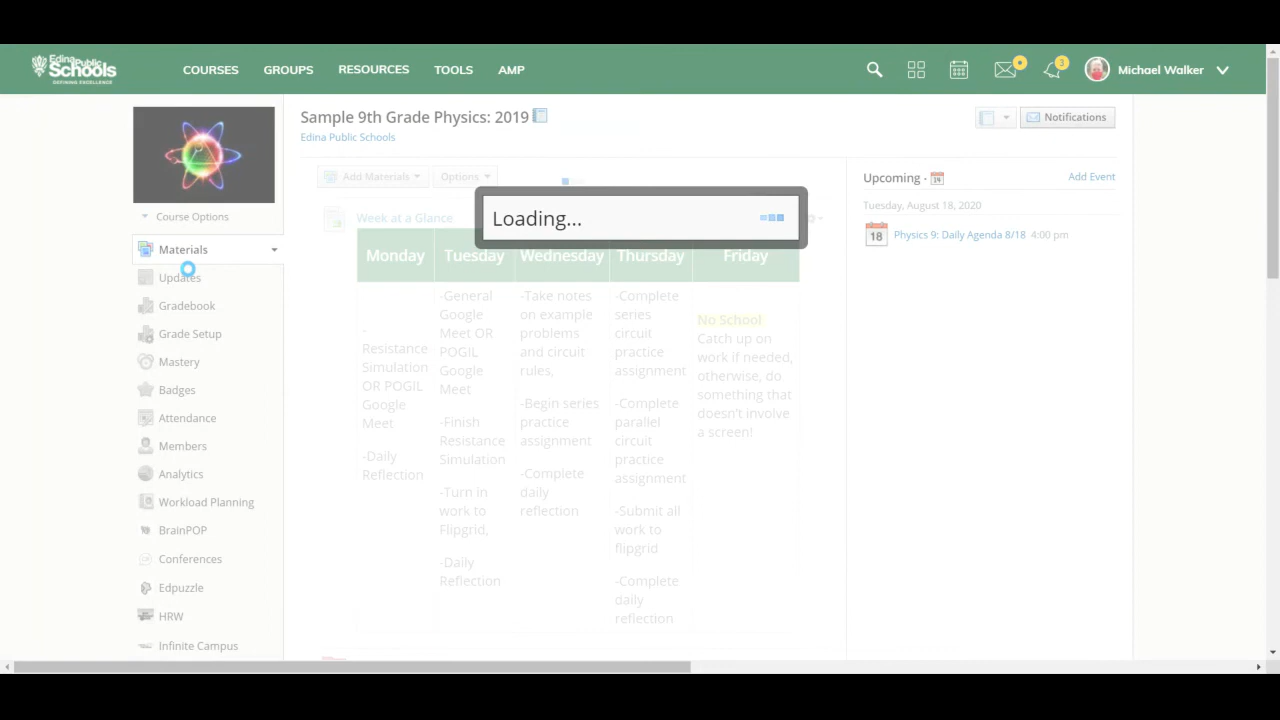 Edina Public
Schools
DEFINING EXCELLENCE
COURSES
GROUPS
RESOURCES
TOOLS
AMP
3
Michael Walker
Sample 9th Grade Physics: 2019
Edina Public Schools
Notifications
Course Options
Materials
Updates
Gradebook
Grade Setup
Mastery
Badges
Attendance
Members
Analytics
Workload Planning
BrainPOP
Conferences
Edpuzzle
HRW
Infinite Campus
Add Materials
Options
Loading...
Week at a Glance
Monday
Tuesday
Wednesday
Thursday
Friday
-
Resistance
Simulation
OR POGIL
Google
Meet
-Daily
Reflection
-General
Google
Meet OR
POGIL
Google
Meet
-Finish
Resistance
Simulation
-Turn in
work to
Flipgrid,
-Daily
Reflection
-Take notes
on example
problems
and circuit
rules,
-Begin series
practice
assignment
-Complete
daily
reflection
-Complete
series
circuit
practice
assignment
-Complete
parallel
circuit
practice
assignment
-Submit all
work to
flipgrid
-Complete
daily
reflection
No School
Catch up on
work if needed,
otherwise, do
something that
doesn't involve
a screen!
Upcoming ·
Add Event
Tuesday, August 18, 2020
18
Physics 9: Daily Agenda 8/18 4:00 pm